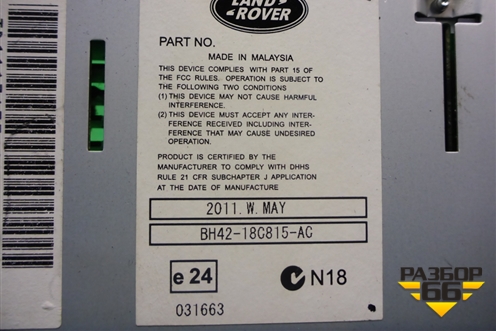 LAND
ROVER
PART NO.
MADE IN MALAYSIA
THIS DEVICE COMPLIES WITH PART 15 OF
THE FCC RULES. OPERATION IS SUBJECT TO
THE FOLLOWING TWO CONDITIONS
(1) THIS DEVICE MAY NOT CAUSE HARMFUL
INTERFERENCE.
(2) THIS DEVICE MUST ACCEPT ANY INTER-
FERENCE RECEIVED INCLUDING INTER-
FERENCE THAT MAY CAUSE UNDESIRED
OPERATION.
PRODUCT IS CERTIFIED BY THE
MANUFACTURER TO COMPLY WITH DHHS
RULE 21 CFR SUBCHAPTER J APPLICATION
AT THE DATE OF MANUFACTURE
2011. W. MAY
BH42-18C815-AC
e 24
N18
031663
РАЗБОР
66